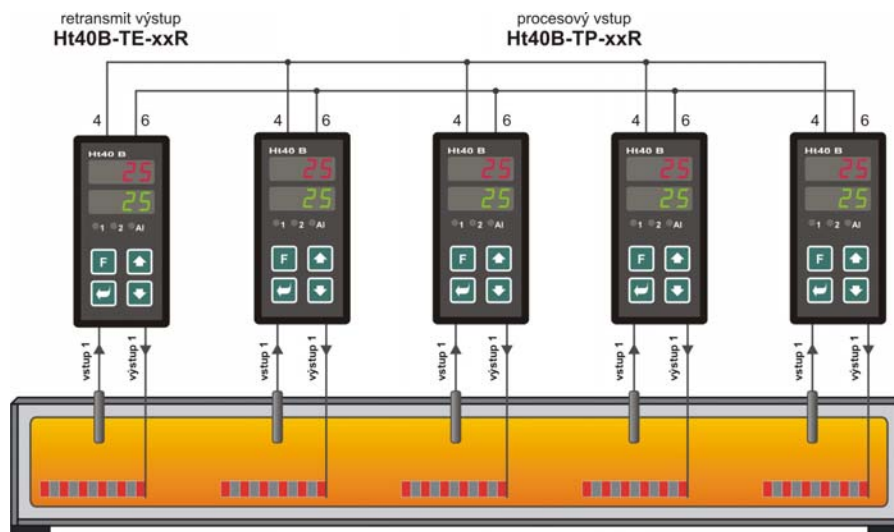 retransmit výstup
Ht40B-TE-xxR
procesový vstup
Ht40B-TP-xxR
4 6
4 6
4 6
4 6
4 6
Ht40 B
25
25
1 2 Al
F
Ht40 B
25
25
1 2 Al
F
Ht40 B
25
25
1 2 Al
F
Ht40 B
25
25
1 2 Al
F
Ht40 B
25
25
1 2 Al
F
vstup 1
výstup 1
vstup 1
výstup 1
vstup 1
výstup 1
vstup 1
výstup 1
vstup 1
výstup 1